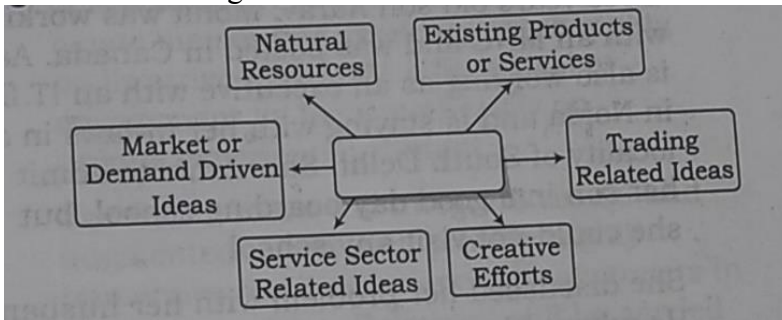 Natural
Resources
Existing Products
or Services
Market or
Demand Driven
Ideas
Trading
Related Ideas
Service Sector
Related Ideas
Creative
Efforts